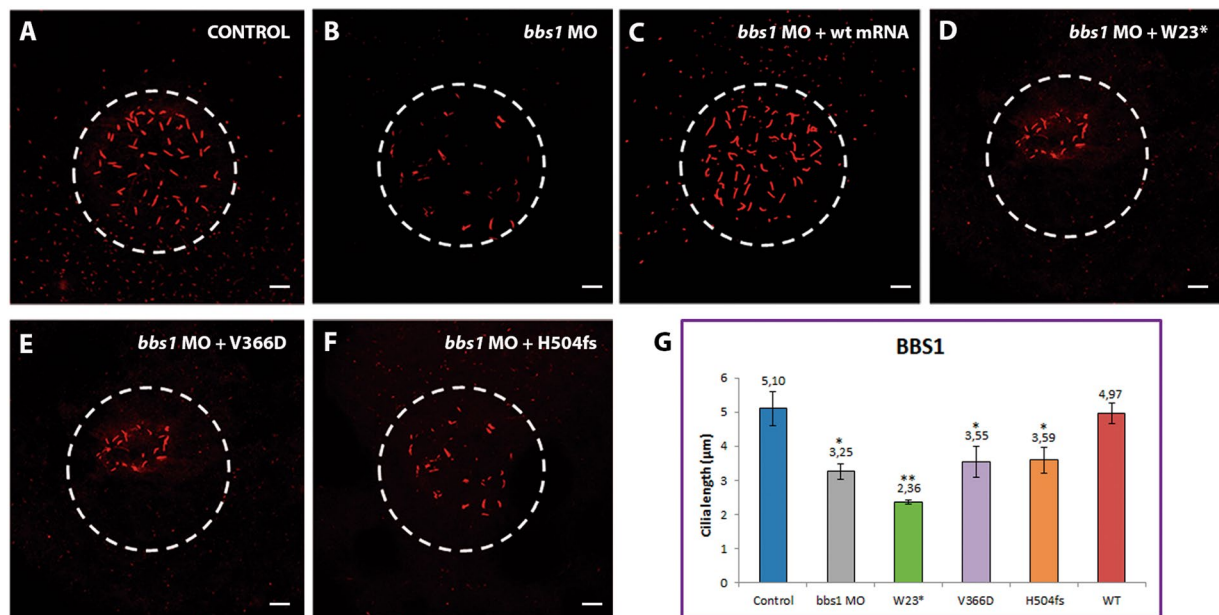 A
CONTROL
B
bbs1 MO
C
bbs1 MO + wt mRNA
D
bbs1 MO + W23*
E
bbs1 MO + V366D
F
bbs1 MO + H504fs
G
BBS1
Cilia length (µm)
6
5
4
3
2
1
0
5,10
*
3,25
**
2,36
*
3,55
*
3,59
4,97
Control
bbs1 MO
W23*
V366D
H504fs
WT